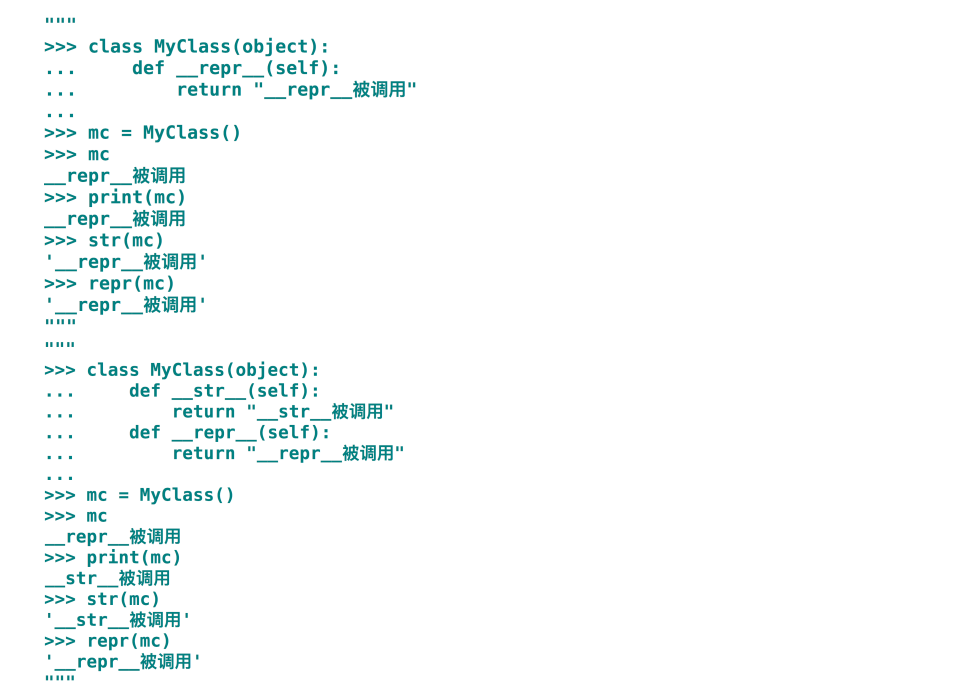 """
>>> class MyClass(object):
...     def __repr__(self):
...         return "__repr__被调用"
...
>>> mc = MyClass()
>>> mc
__repr__被调用
>>> print(mc)
__repr__被调用
>>> str(mc)
'__repr__被调用'
>>> repr(mc)
'__repr__被调用'
"""
"""
>>> class MyClass(object):
...     def __str__(self):
...         return "__str__被调用"
...     def __repr__(self):
...         return "__repr__被调用"
...
>>> mc = MyClass()
>>> mc
__repr__被调用
>>> print(mc)
__str__被调用
>>> str(mc)
'__str__被调用'
>>> repr(mc)
'__repr__被调用'
"""